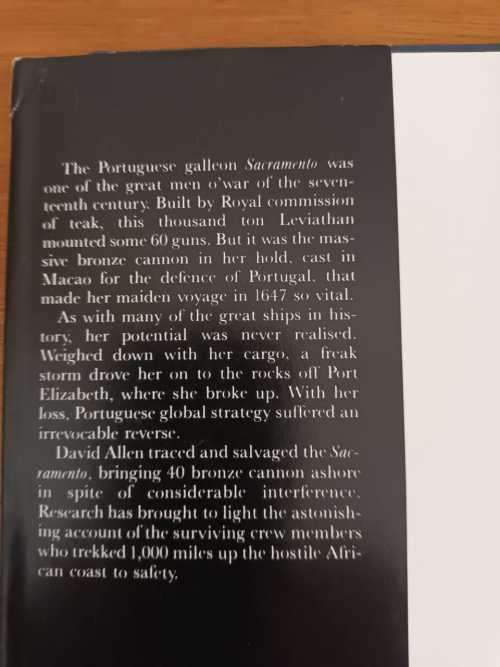 The Portuguese galleon Sacramento was
one of the great men o'war of the seven-
teenth century. Built by Royal commission
of teak, this thousand ton Leviathan
mounted some 60 guns. But it was the mas-
sive bronze cannon in her hold, cast in
Macao for the defence of Portugal, that
made her maiden voyage in 1647 so vital.
As with many of the great ships in his-
tory, her potential was never realised.
Weighed down with her cargo, a freak
storm drove her on to the rocks off Port
Elizabeth, where she broke up. With her
loss, Portuguese global strategy suffered an
irrevocable reverse.
David Allen traced and salvaged the Sac-
ramento, bringing 40 bronze cannon ashore
in spite of considerable interference.
Research has brought to light the astonish-
ing account of the surviving crew members
who trekked 1,000 miles up the hostile Afri-
can coast to safety.